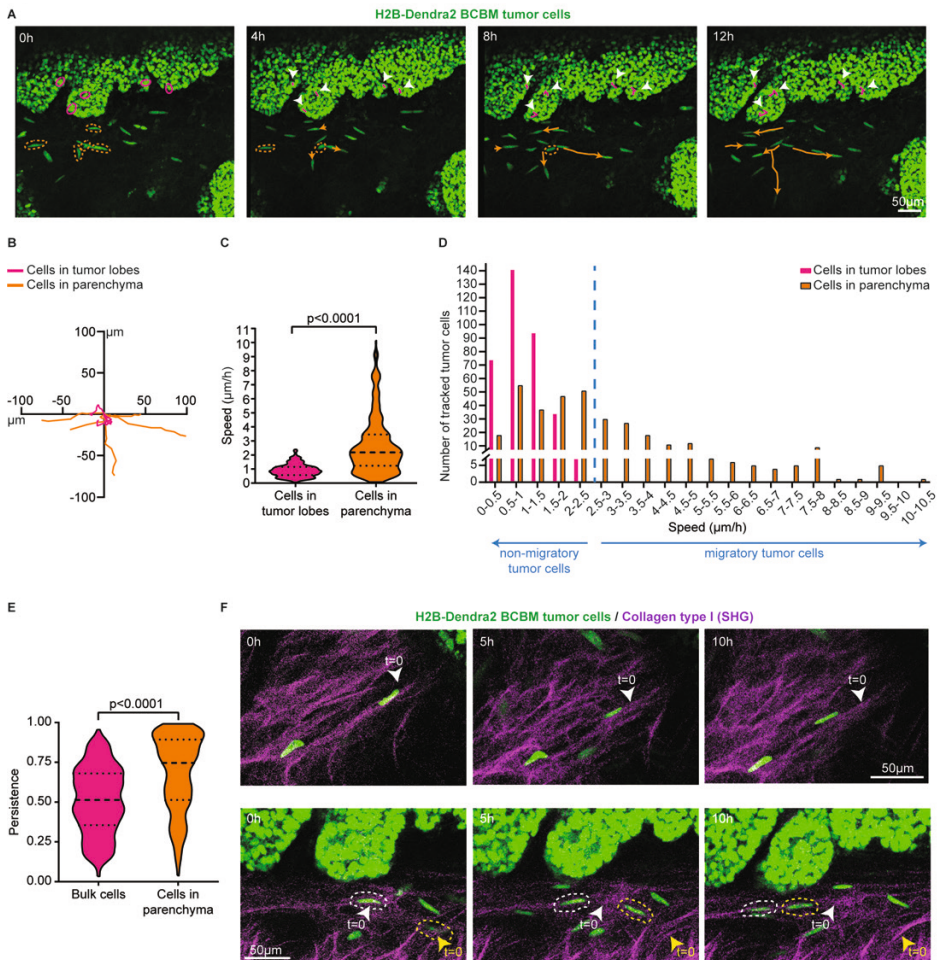 A
H2B-Dendra2 BCBM tumor cells
0h
4h
8h
12h
50µm
B
Cells in tumor lobes
Cells in parenchyma
100
µm
50
-100
-50
50
100
µm
-50
-100
C
p<0.0001
Speed (µm/h)
11
10
9
8
7
6
5
4
3
2
1
0
Cells in
tumor lobes
Cells in
parenchyma
D
Cells in tumor lobes
Cells in parenchyma
Number of tracked tumor cells
140
130
110
90
70
50
30
10
5
0
0-0.5
0.5-1
1-1.5
1.5-2
2-2.5
2.5-3
3-3.5
3.5-4
4-4.5
4.5-5
5-5.5
5.5-6
6-6.5
6.5-7
7-7.5
7.5-8
8-8.5
8.5-9
9-9.5
9.5-10
10-10.5
Speed (µm/h)
non-migratory
tumor cells
migratory tumor cells
E
p<0.0001
Persistence
1.00
0.75
0.50
0.25
0.00
Bulk cells
Cells in
parenchyma
F
H2B-Dendra2 BCBM tumor cells / Collagen type I (SHG)
0h
t=0
5h
t=0
10h
t=0
50µm
0h
t=0
t=0
50µm
5h
t=0
t=0
10h
t=0
t=0